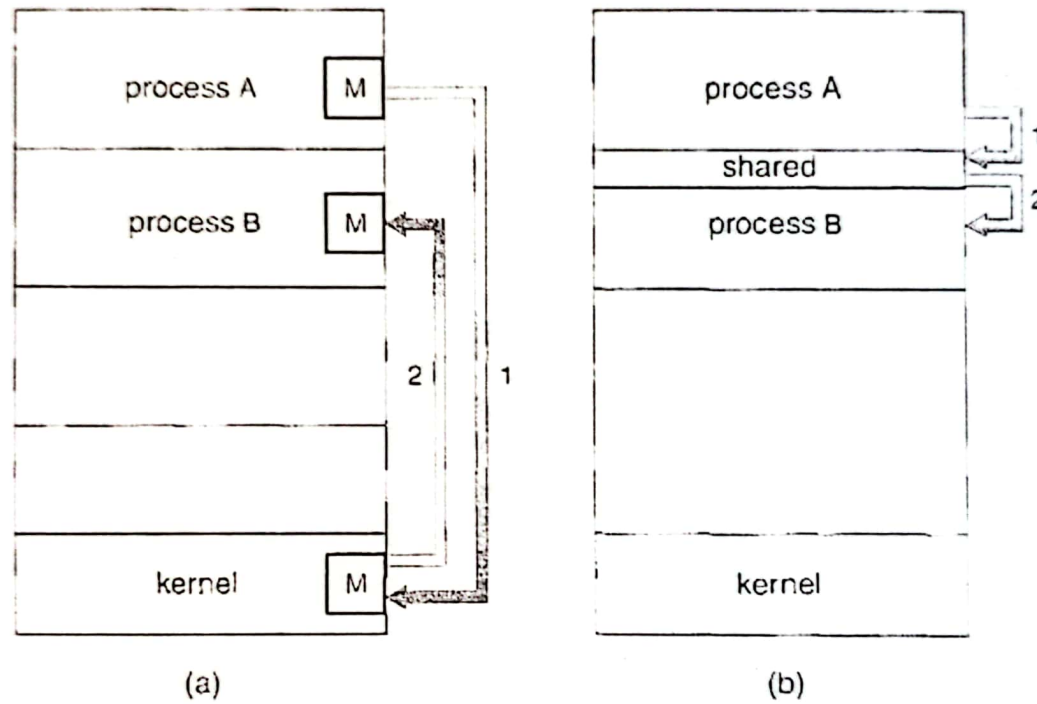 process A
M
process B
M
2
1
kernel
M
(a)
process A
1
shared
2
process B
kernel
(b)